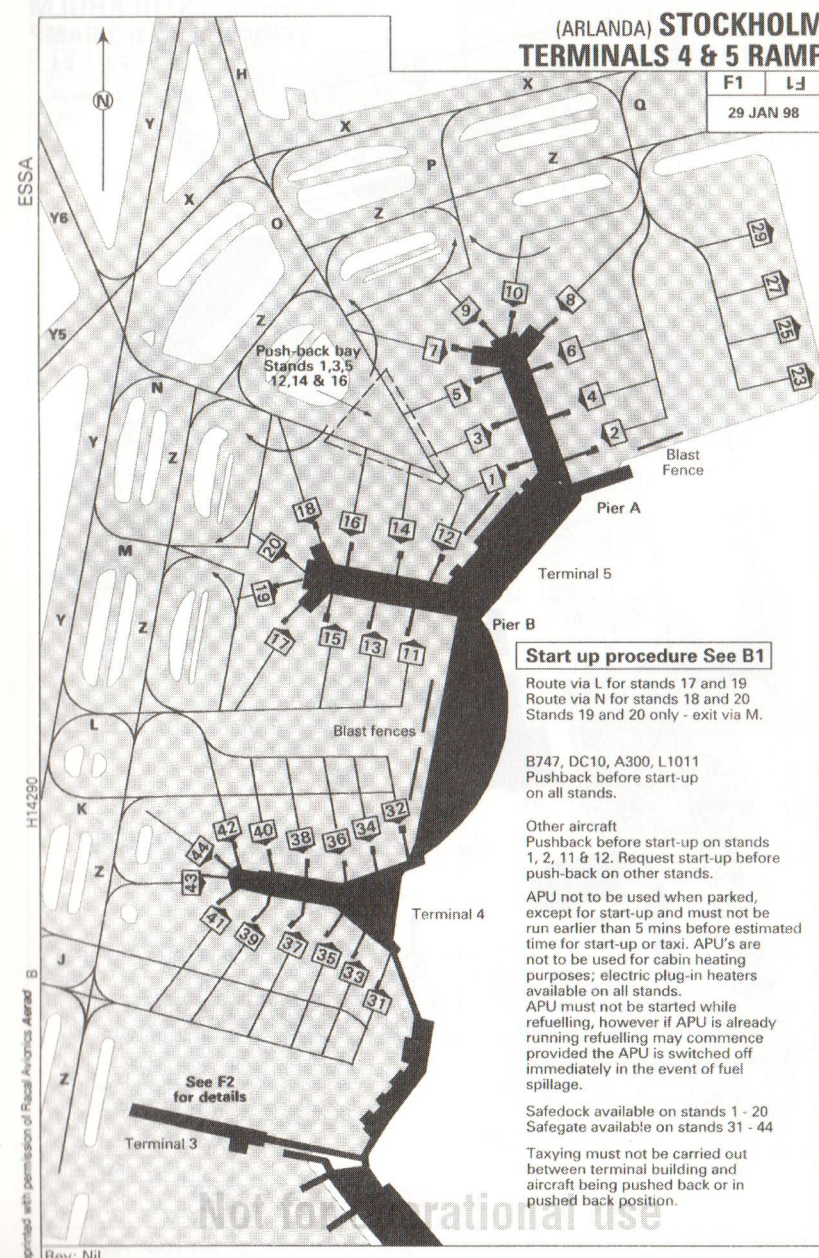 (ARLANDA) STOCKHOLM
TERMINALS 4 & 5 RAMP
F1
F1
29 JAN 98
ESSA
N
Y
H
X
X
Q
P
Z
Y6
X
O
Z
29
27
25
23
Y5
Z
Push-back bay
Stands 1,3,5
12,14 & 16
10
9
8
7
6
5
4
3
2
1
N
Y
Z
Blast
Fence
Pier A
18
16
14
12
20
M
19
Terminal 5
Y
Z
17
15
13
11
Pier B
Start up procedure See B1
Route via L for stands 17 and 19
Route via N for stands 18 and 20
Stands 19 and 20 only - exit via M.
L
Blast fences
B747, DC10, A300, L1011
Pushback before start-up
on all stands.
H14290
K
42
40
38
36
34
32
44
43
Z
Other aircraft
Pushback before start-up on stands
1, 2, 11 & 12. Request start-up before
push-back on other stands.
Terminal 4
41
39
37
35
33
31
APU not to be used when parked,
except for start-up and must not be
run earlier than 5 mins before estimated
time for start-up or taxi. APU's are
not to be used for cabin heating
purposes; electric plug-in heaters
available on all stands.
APU must not be started while
refuelling, however if APU is already
running refuelling may commence
provided the APU is switched off
immediately in the event of fuel
spillage.
J
B
Z
See F2
for details
Terminal 3
Safedock available on stands 1 - 20
Safegate available on stands 31 - 44
Taxying must not be carried out
between terminal building and
aircraft being pushed back or in
pushed back position.
with permission of Racal Avionics Aerad
Not for operational use
Rev: Nil